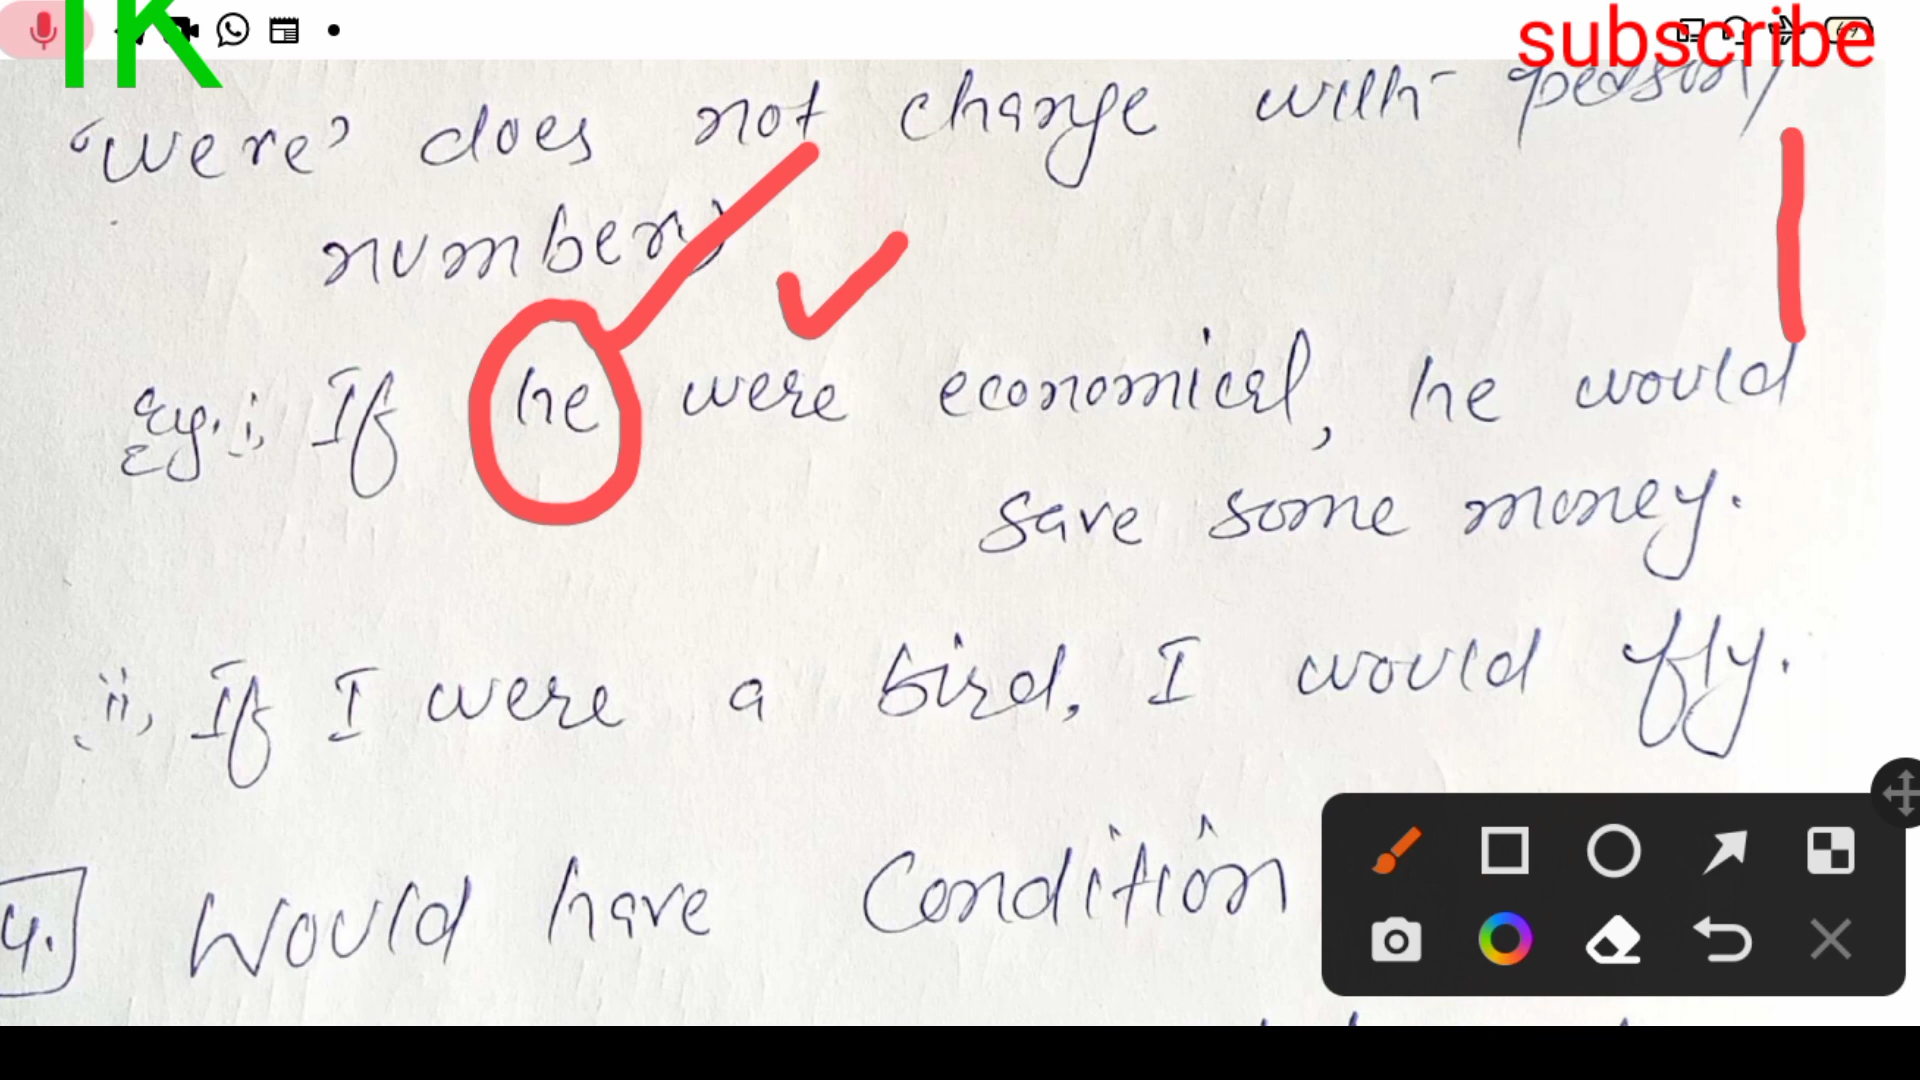 IK
subscribe
'were' does not change with person/
number)
Eg. i, If he were economical, he would
save some money.
ii, If I were a bird, I would fly.
4. Would have Condition